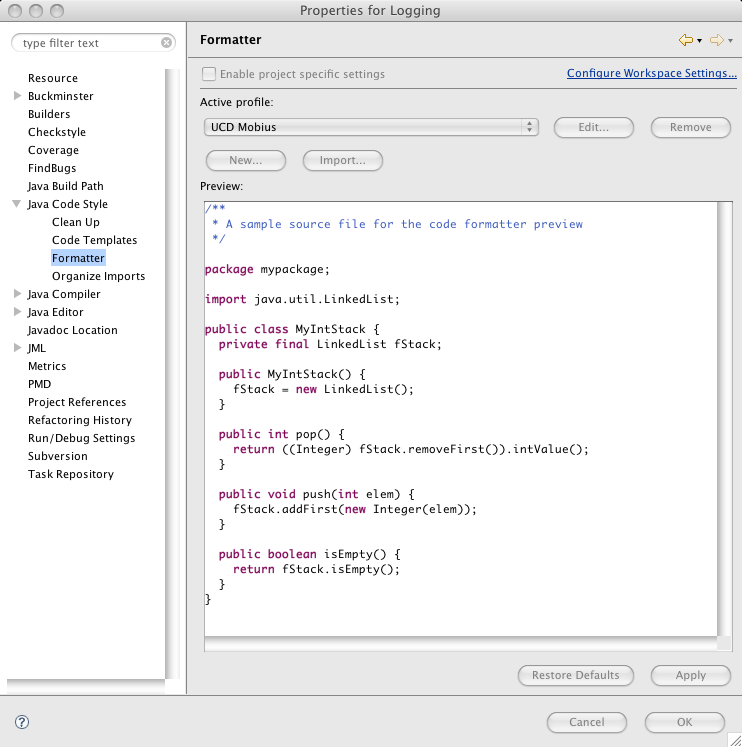 Properties for Logging
type filter text
Resource
Buckminster
Builders
Checkstyle
Coverage
FindBugs
Java Build Path
Java Code Style
Clean Up
Code Templates
Formatter
Organize Imports
Java Compiler
Java Editor
Javadoc Location
JML
Metrics
PMD
Project References
Refactoring History
Run/Debug Settings
Subversion
Task Repository
Formatter
Enable project specific settings
Configure Workspace Settings...
Active profile:
UCD Mobius
Edit...
Remove
New...
Import...
Preview:
/**
 * A sample source file for the code formatter preview
 */
package mypackage;
import java.util.LinkedList;
public class MyIntStack {
  private final LinkedList fStack;
  public MyIntStack() {
    fStack = new LinkedList();
  }
  public int pop() {
    return ((Integer) fStack.removeFirst()).intValue();
  }
  public void push(int elem) {
    fStack.addFirst(new Integer(elem));
  }
  public boolean isEmpty() {
    return fStack.isEmpty();
  }
}
Restore Defaults
Apply
?
Cancel
OK